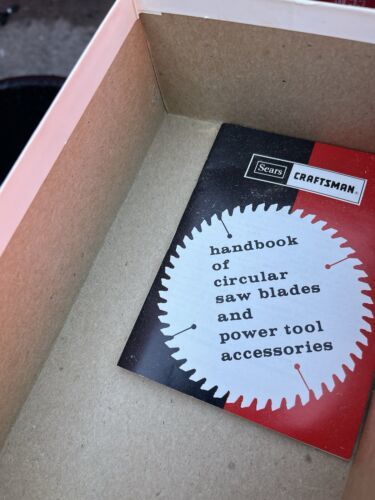 Sears CRAFTSMAN®
handbook
of
circular
saw blades
and
power tool
accessories